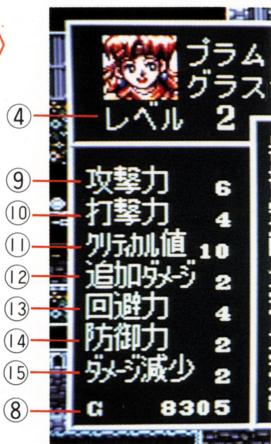 プラム
グラス
④ レベル 2
⑨ 攻撃力 6
⑩ 打撃力 4
⑪ クリティカル値 10
⑫ 追加ダメージ 2
⑬ 回避力 4
⑭ 防御力 2
⑮ ダメージ減少 2
⑧ G 8305